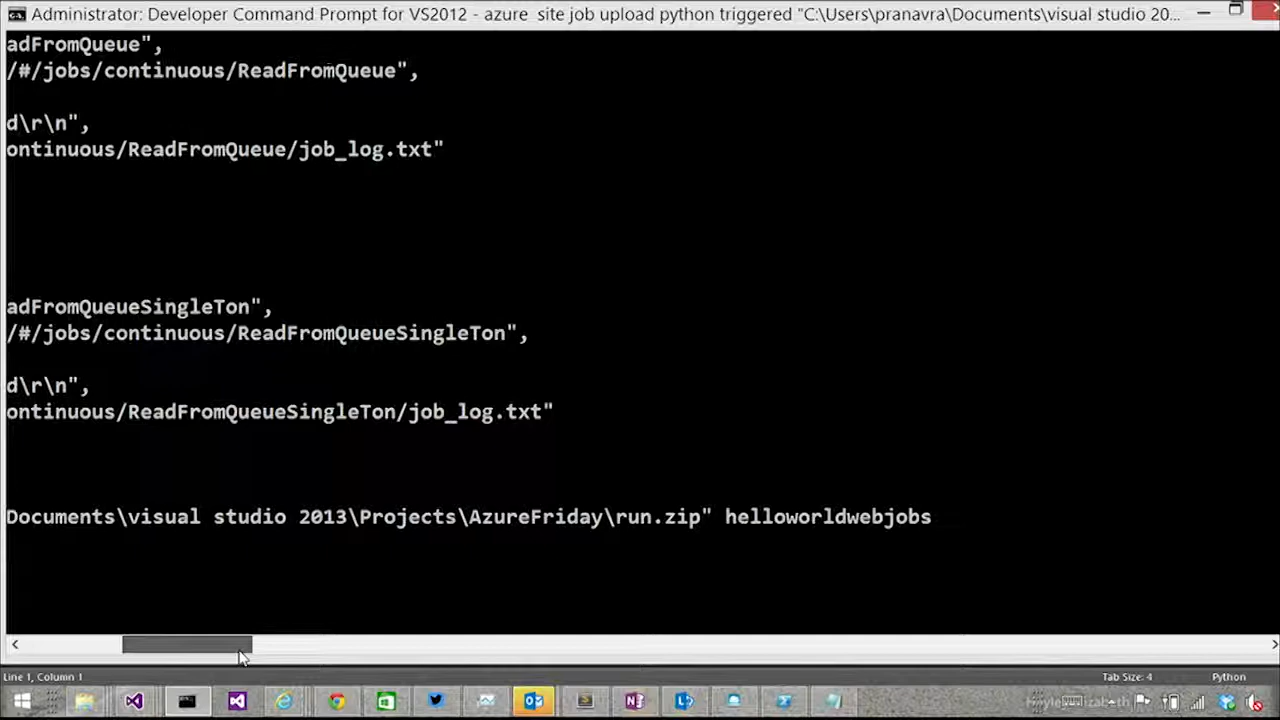 Administrator: Developer Command Prompt for VS2012 - azure site job upload python triggered "C:\Users\pranavra\Documents\visual studio 20...
adFromQueue",
/#/jobs/continuous/ReadFromQueue",
d\r\n",
ontinuous/ReadFromQueue/job_log.txt"
adFromQueueSingleTon",
/#/jobs/continuous/ReadFromQueueSingleTon",
d\r\n",
ontinuous/ReadFromQueueSingleTon/job_log.txt"
Documents\visual studio 2013\Projects\AzureFriday\run.zip" helloworldwebjobs
Line 1, Column 1
Tab Size: 4
Python